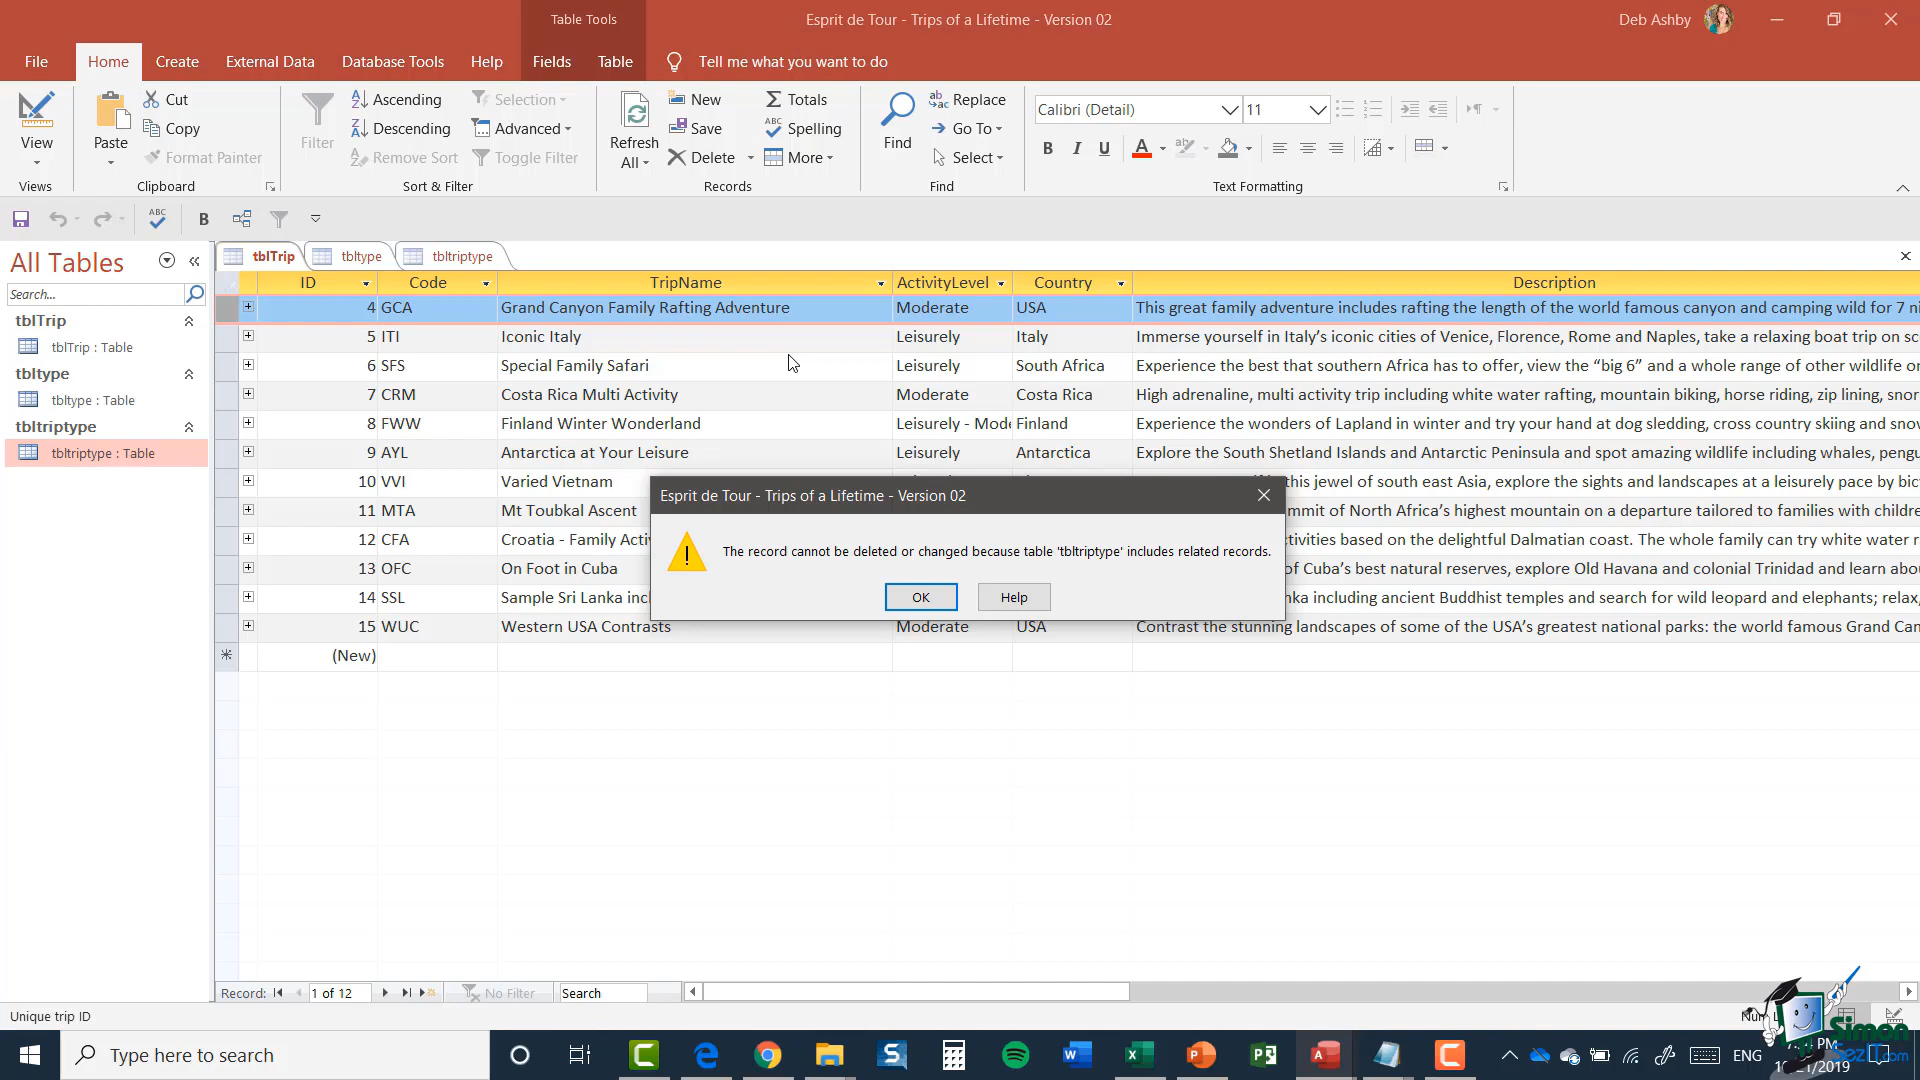 Table Tools
Esprit de Tour - Trips of a Lifetime - Version 02
Deb Ashby
File Home Create External Data Database Tools Help Fields Table Tell me what you want to do
View
Views
Paste
Cut
Copy
Format Painter
Clipboard
Filter
Ascending
Descending
Remove Sort
Selection
Advanced
Toggle Filter
Sort & Filter
Refresh
All
New
Save
Delete
Totals
Spelling
More
Records
Find
Replace
Go To
Select
Find
Calibri (Detail) 11
B I U A
Text Formatting
ABC B
All Tables
Search...
tblTrip
tblTrip : Table
tbltype
tbltype : Table
tbltriptype
tbltriptype : Table
tblTrip tbltype tbltriptype
ID Code TripName ActivityLevel Country Description
4 GCA Grand Canyon Family Rafting Adventure Moderate USA This great family adventure includes rafting the length of the world famous canyon and camping wild for 7 ni
5 ITI Iconic Italy Leisurely Italy Immerse yourself in Italy's iconic cities of Venice, Florence, Rome and Naples, take a relaxing boat trip on sc
6 SFS Special Family Safari Leisurely South Africa Experience the best that southern Africa has to offer, view the "big 6" and a whole range of other wildlife on
7 CRM Costa Rica Multi Activity Moderate Costa Rica High adrenaline, multi activity trip including white water rafting, mountain biking, horse riding, zip lining, snor
8 FWW Finland Winter Wonderland Leisurely - Mode Finland Experience the wonders of Lapland in winter and try your hand at dog sledding, cross country skiing and snow
9 AYL Antarctica at Your Leisure Leisurely Antarctica Explore the South Shetland Islands and Antarctic Peninsula and spot amazing wildlife including whales, pengu
10 VVI Varied Vietnam this jewel of south east Asia, explore the sights and landscapes at a leisurely pace by bic
11 MTA Mt Toubkal Ascent mmit of North Africa's highest mountain on a departure tailored to families with childre
12 CFA Croatia - Family Acti ctivities based on the delightful Dalmatian coast. The whole family can try white water r
13 OFC On Foot in Cuba of Cuba's best natural reserves, explore Old Havana and colonial Trinidad and learn abou
14 SSL Sample Sri Lanka incl nka including ancient Buddhist temples and search for wild leopard and elephants; relax,
15 WUC Western USA Contrasts Moderate USA Contrast the stunning landscapes of some of the USA's greatest national parks: the world famous Grand Can
(New)
Esprit de Tour - Trips of a Lifetime - Version 02
The record cannot be deleted or changed because table 'tbltriptype' includes related records.
OK Help
Record: 1 of 12 No Filter Search
Unique trip ID
Type here to search
ENG
Simon
SezIT.com